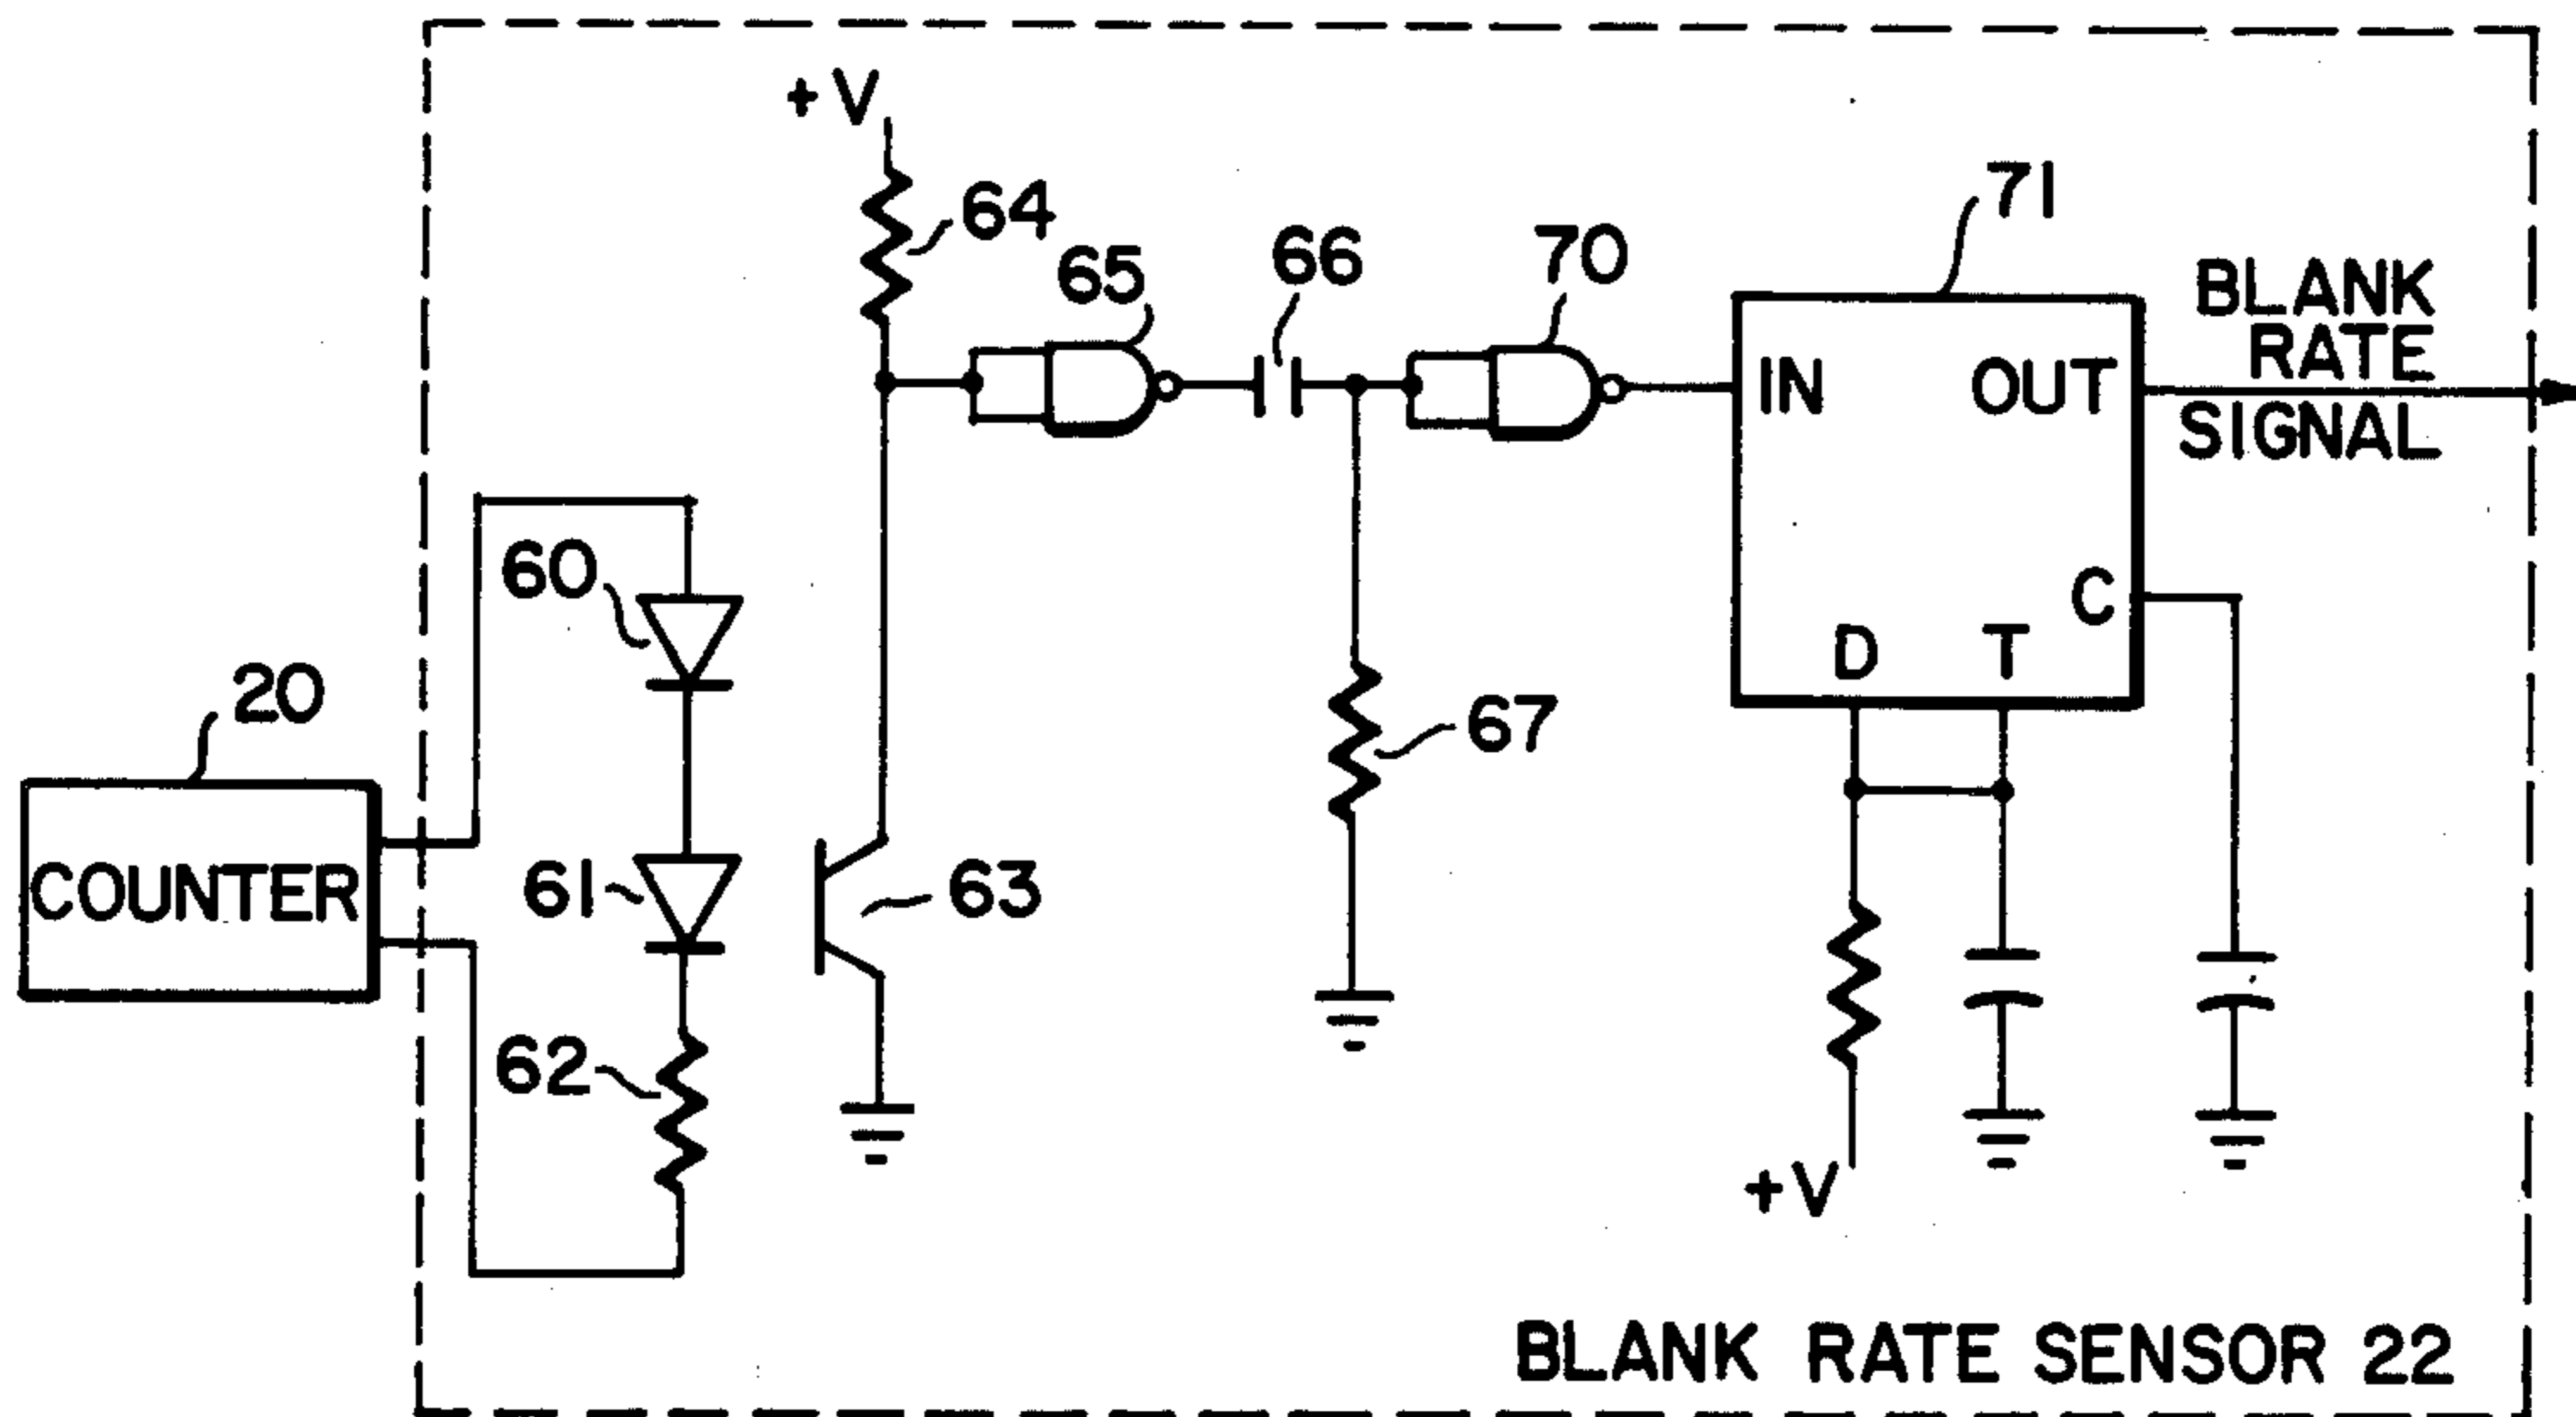 +V
64
65
66
70
71
BLANK
RATE
SIGNAL
IN
OUT
C
D
T
60
20
COUNTER
61
63
67
62
+V
BLANK RATE SENSOR 22